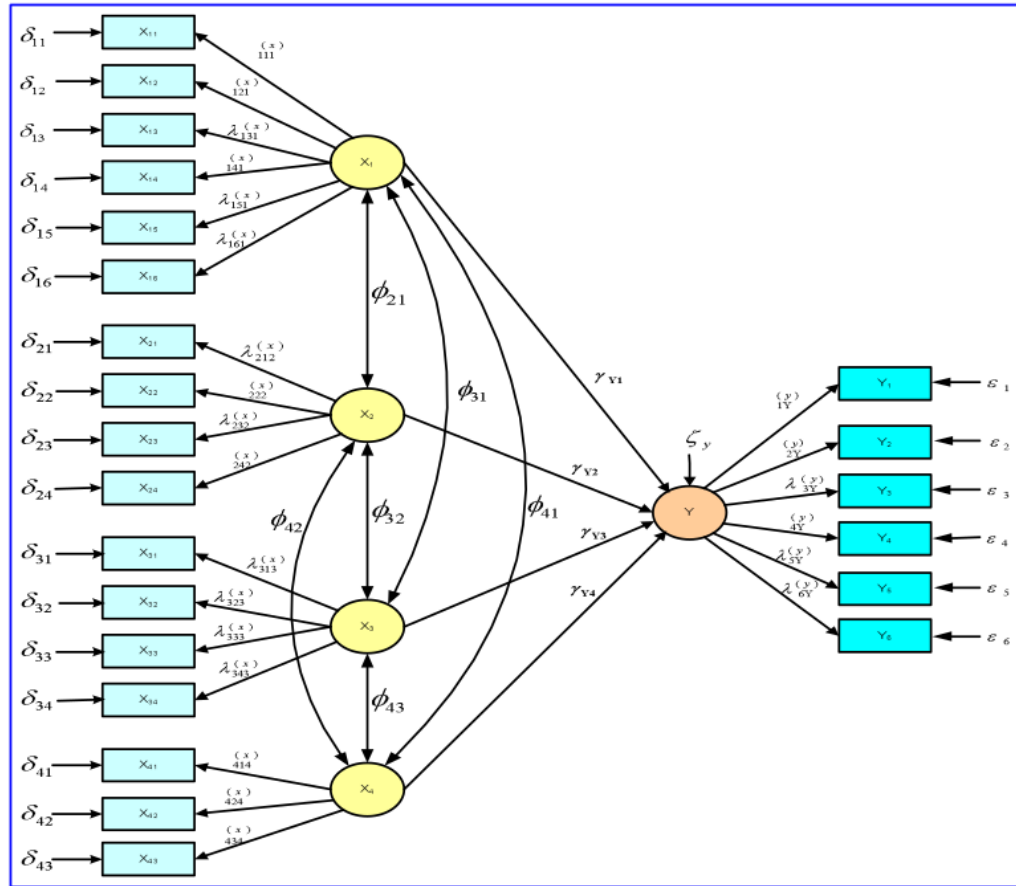 δ11 X11 (x) 111
δ12 X12 (x) 121
δ13 X13 λ(x) 131
δ14 X14 (x) 141
δ15 X15 λ(x) 151
δ16 X16 λ(x) 161
X1
ϕ21
ϕ31
ϕ41
γY1
δ21 X21 λ(x) 212
δ22 X22 (x) 222
δ23 X23 λ(x) 232
δ24 X24 (x) 242
X2
γY2
ϕ42
ϕ32
γY3
γY4
ζy
Y
(y) 1Y Y1 ε1
(y) 2Y Y2 ε2
λ(y) 3Y Y3 ε3
(y) 4Y Y4 ε4
λ(y) 5Y Y5 ε5
λ(y) 6Y Y6 ε6
δ31 X31 λ(x) 313
δ32 X32 λ(x) 323
δ33 X33 λ(x) 333
δ34 X34 λ(x) 343
X3
ϕ43
δ41 X41 (x) 414
δ42 X42 (x) 424
δ43 X43 (x) 434
X4